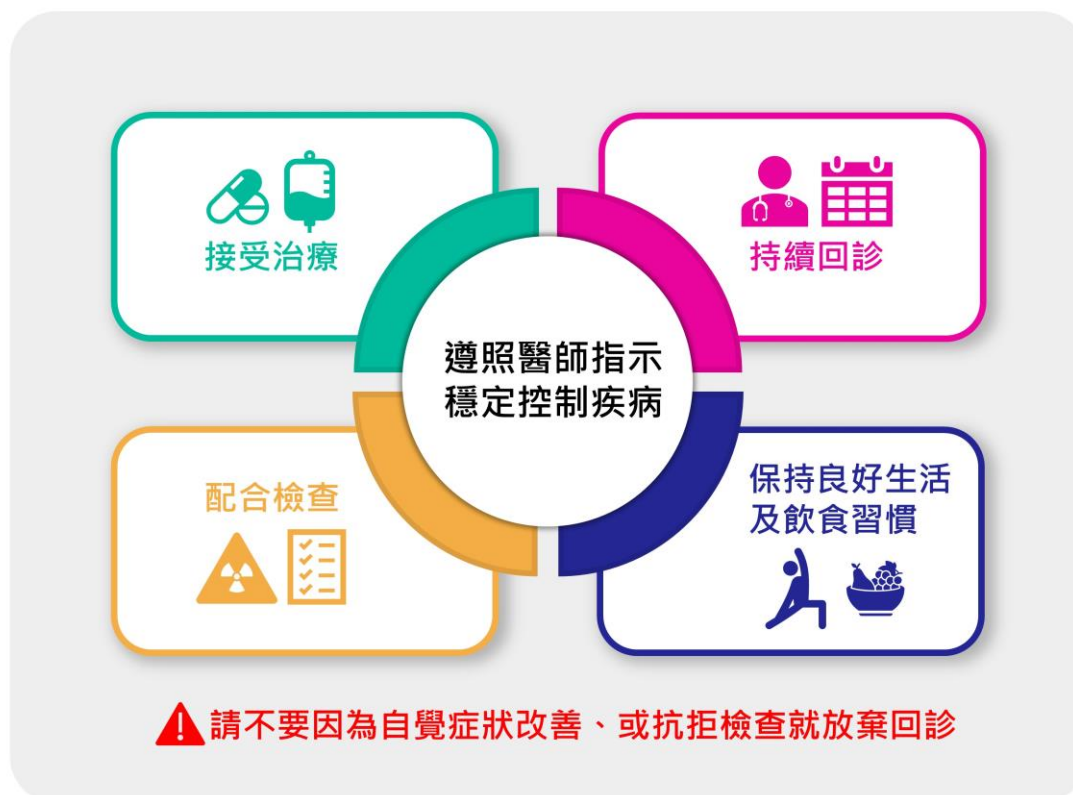 接受治療
持續回診
遵照醫師指示
穩定控制疾病
配合檢查
保持良好生活
及飲食習慣
請不要因為自覺症狀改善、或抗拒檢查就放棄回診